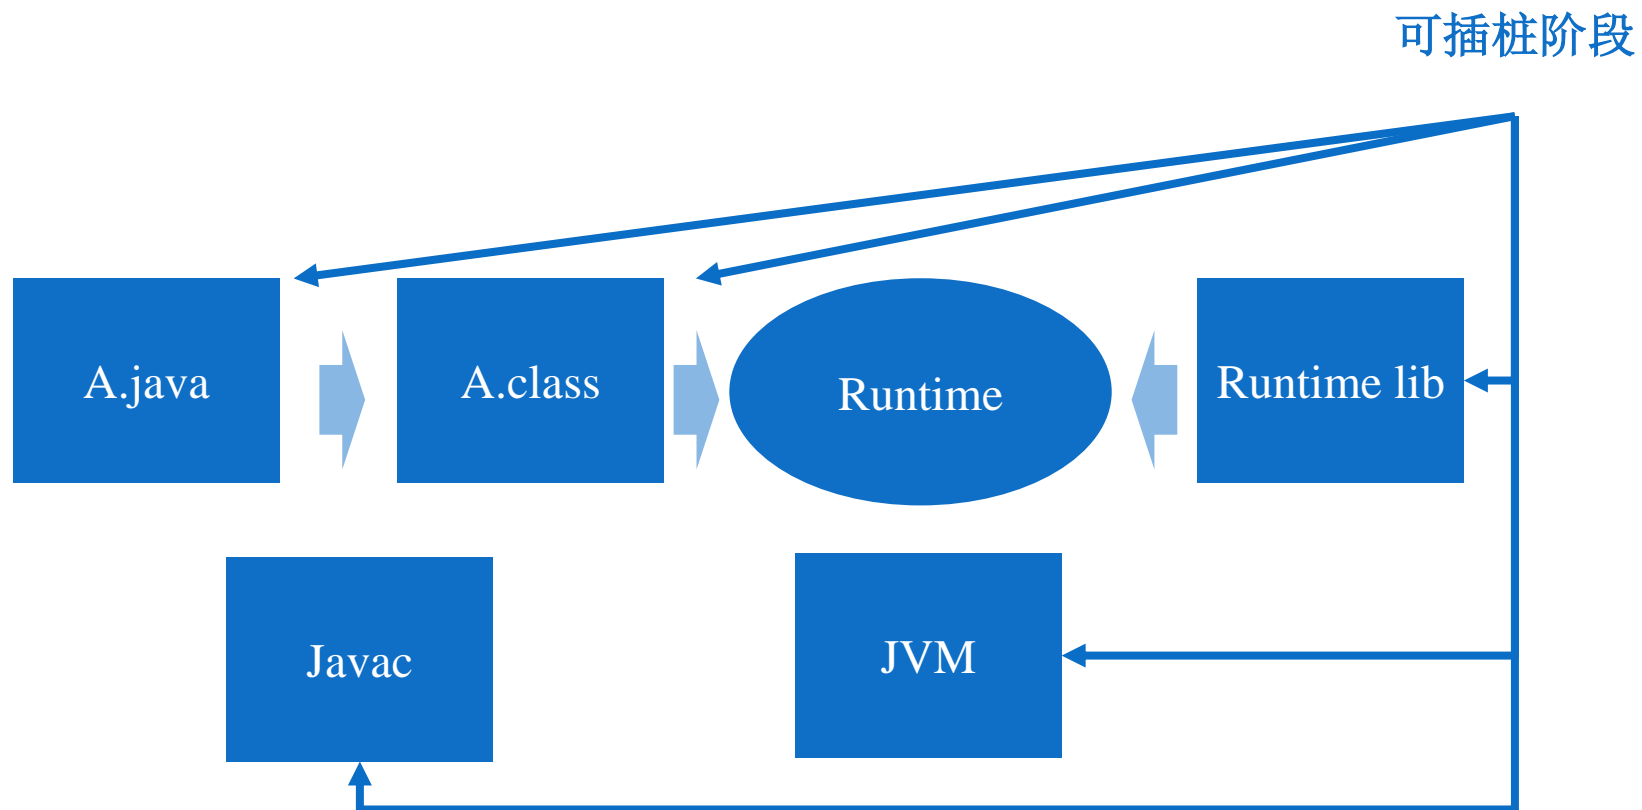 可插桩阶段
A.java
A.class
Runtime
Runtime lib
Javac
JVM